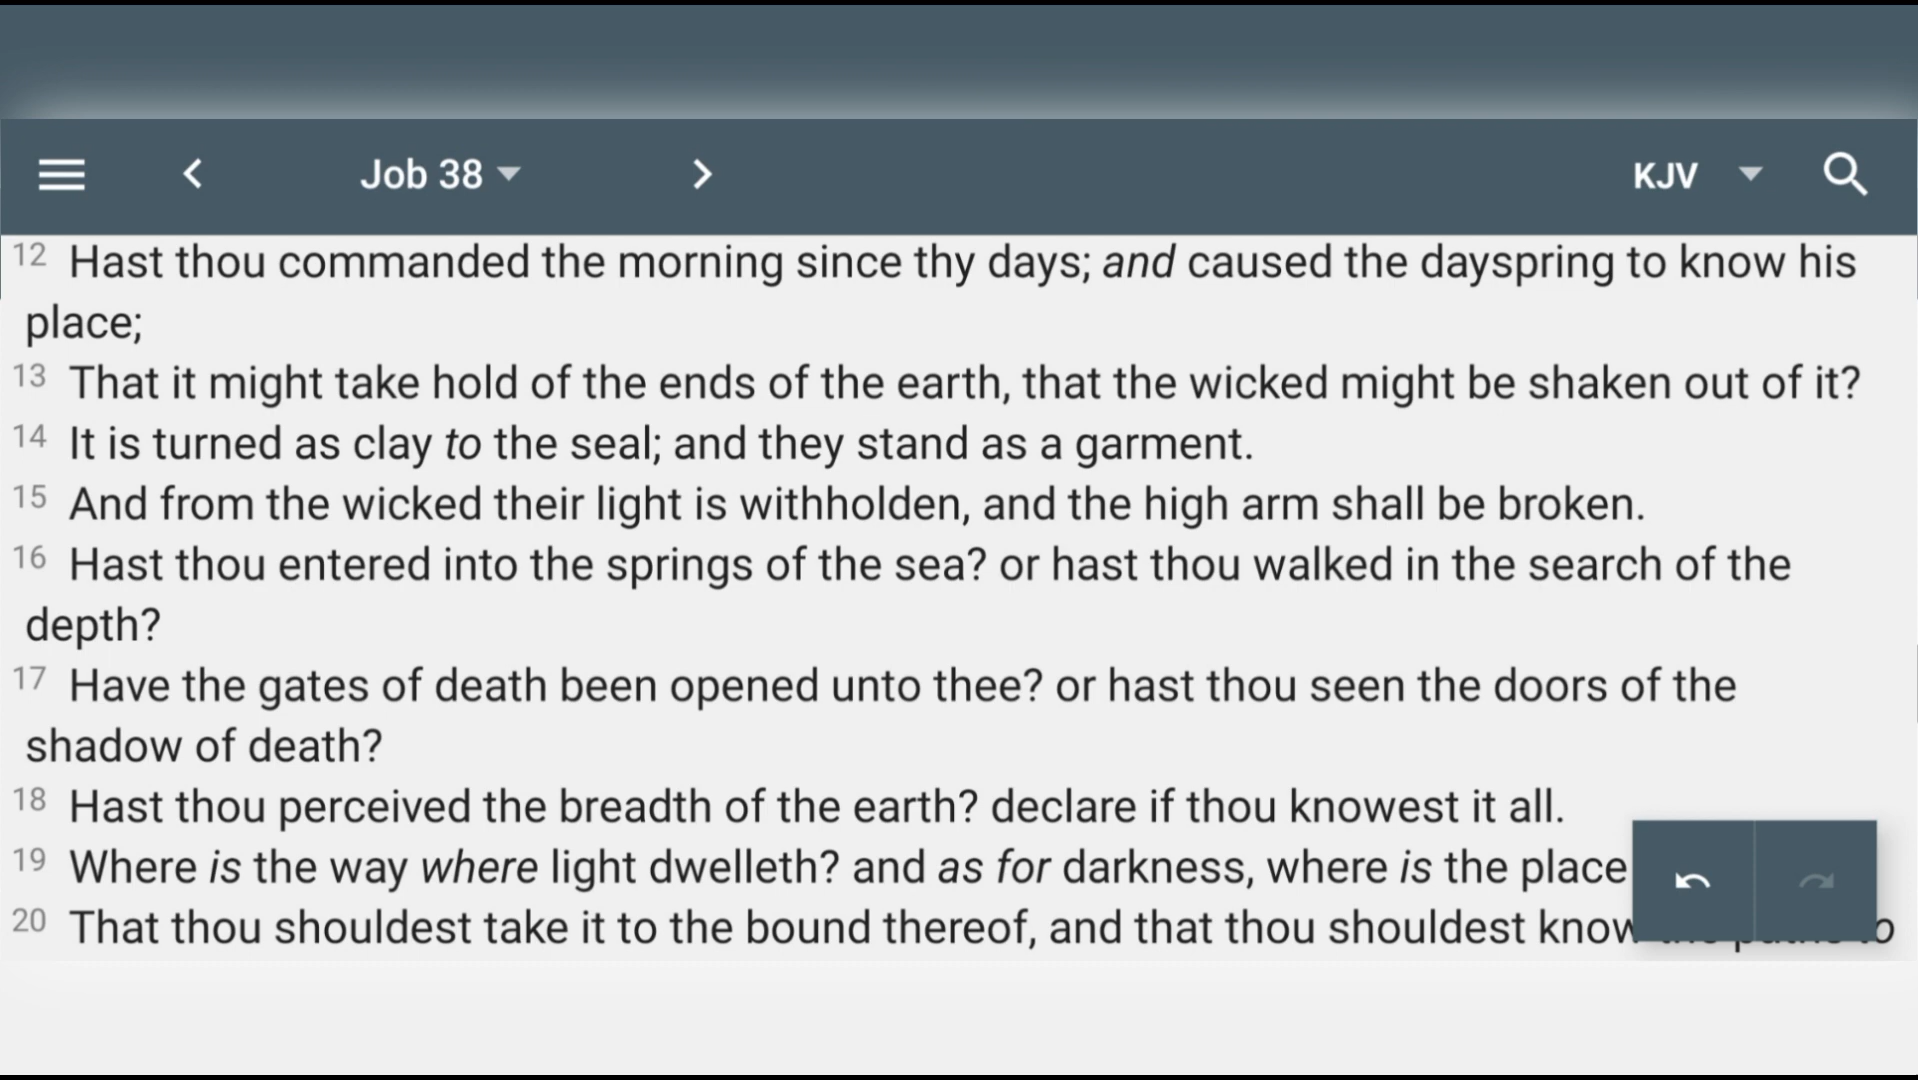 Job 38
KJV
12 Hast thou commanded the morning since thy days; and caused the dayspring to know his
place;
13 That it might take hold of the ends of the earth, that the wicked might be shaken out of it?
14 It is turned as clay to the seal; and they stand as a garment.
15 And from the wicked their light is withholden, and the high arm shall be broken.
16 Hast thou entered into the springs of the sea? or hast thou walked in the search of the
depth?
17 Have the gates of death been opened unto thee? or hast thou seen the doors of the
shadow of death?
18 Hast thou perceived the breadth of the earth? declare if thou knowest it all.
19 Where is the way where light dwelleth? and as for darkness, where is the place
20 That thou shouldest take it to the bound thereof, and that thou shouldest know